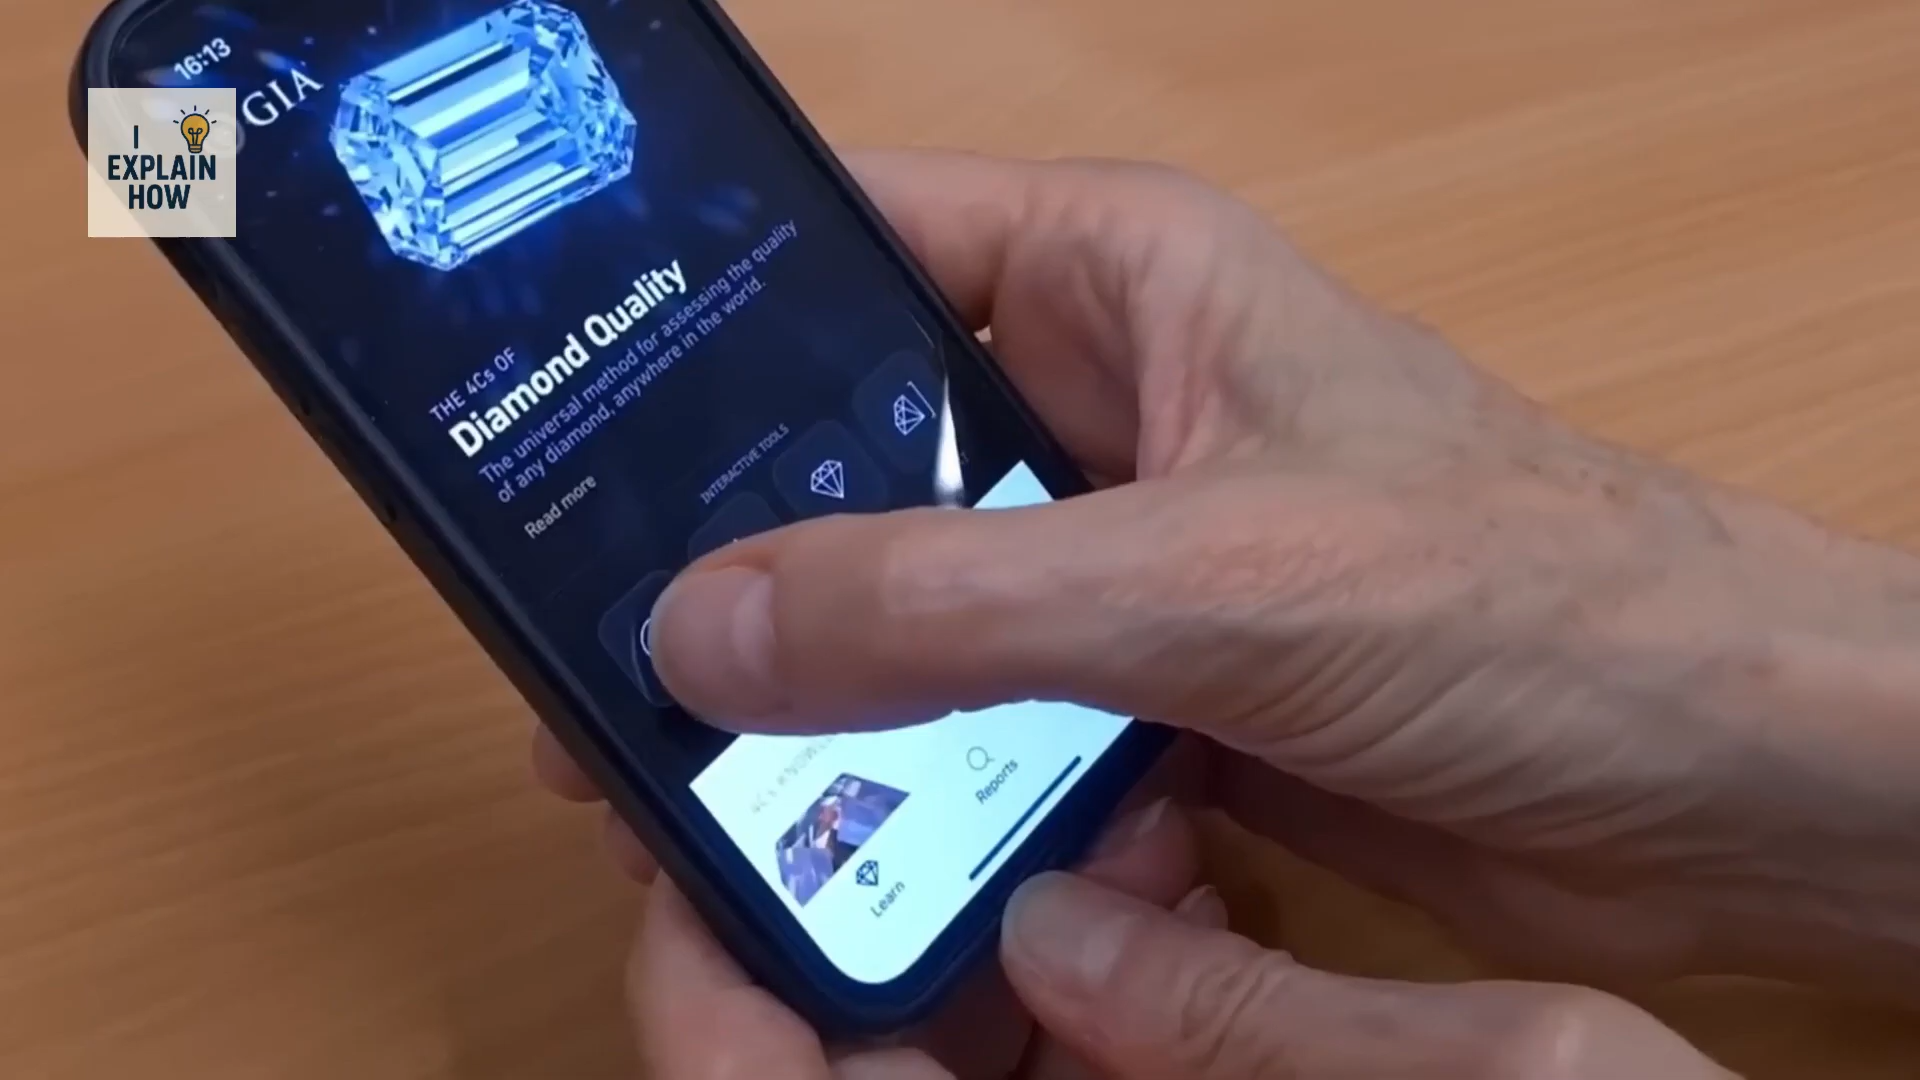 16:13
GIA
I
EXPLAIN
HOW
THE 4Cs OF
Diamond Quality
The universal method for assessing the quality
of any diamond, anywhere in the world.
Read more
INTERACTIVE TOOLS
4Cs
Learn
Reports